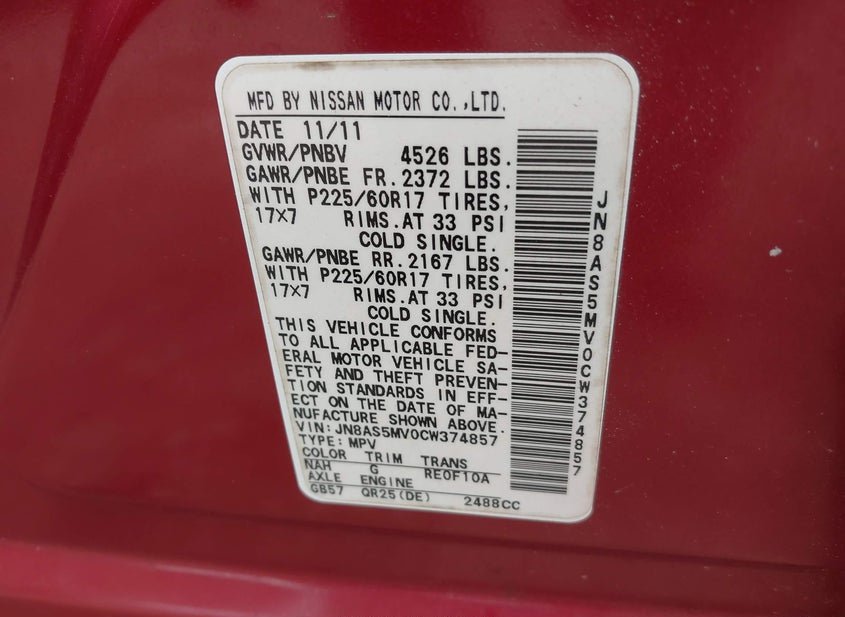 MFD BY NISSAN MOTOR CO.,LTD.
DATE 11/11
GVWR/PNBV 4526 LBS.
GAWR/PNBE FR.2372 LBS.
WITH P225/60R17 TIRES,
17X7 RIMS.AT 33 PSI
COLD SINGLE.
GAWR/PNBE RR.2167 LBS.
WITH P225/60R17 TIRES,
17X7 RIMS.AT 33 PSI
COLD SINGLE.
THIS VEHICLE CONFORMS
TO ALL APPLICABLE FED-
ERAL MOTOR VEHICLE SA-
FETY AND THEFT PREVEN-
TION STANDARDS IN EFF-
ECT ON THE DATE OF MA-
NUFACTURE SHOWN ABOVE.
VIN:JN8AS5MV0CW374857
TYPE:MPV
COLOR TRIM TRANS
NAH G RE0F10A
AXLE ENGINE
GB57 QR25(DE) 2488CC
JN8AS5MV0CW374857